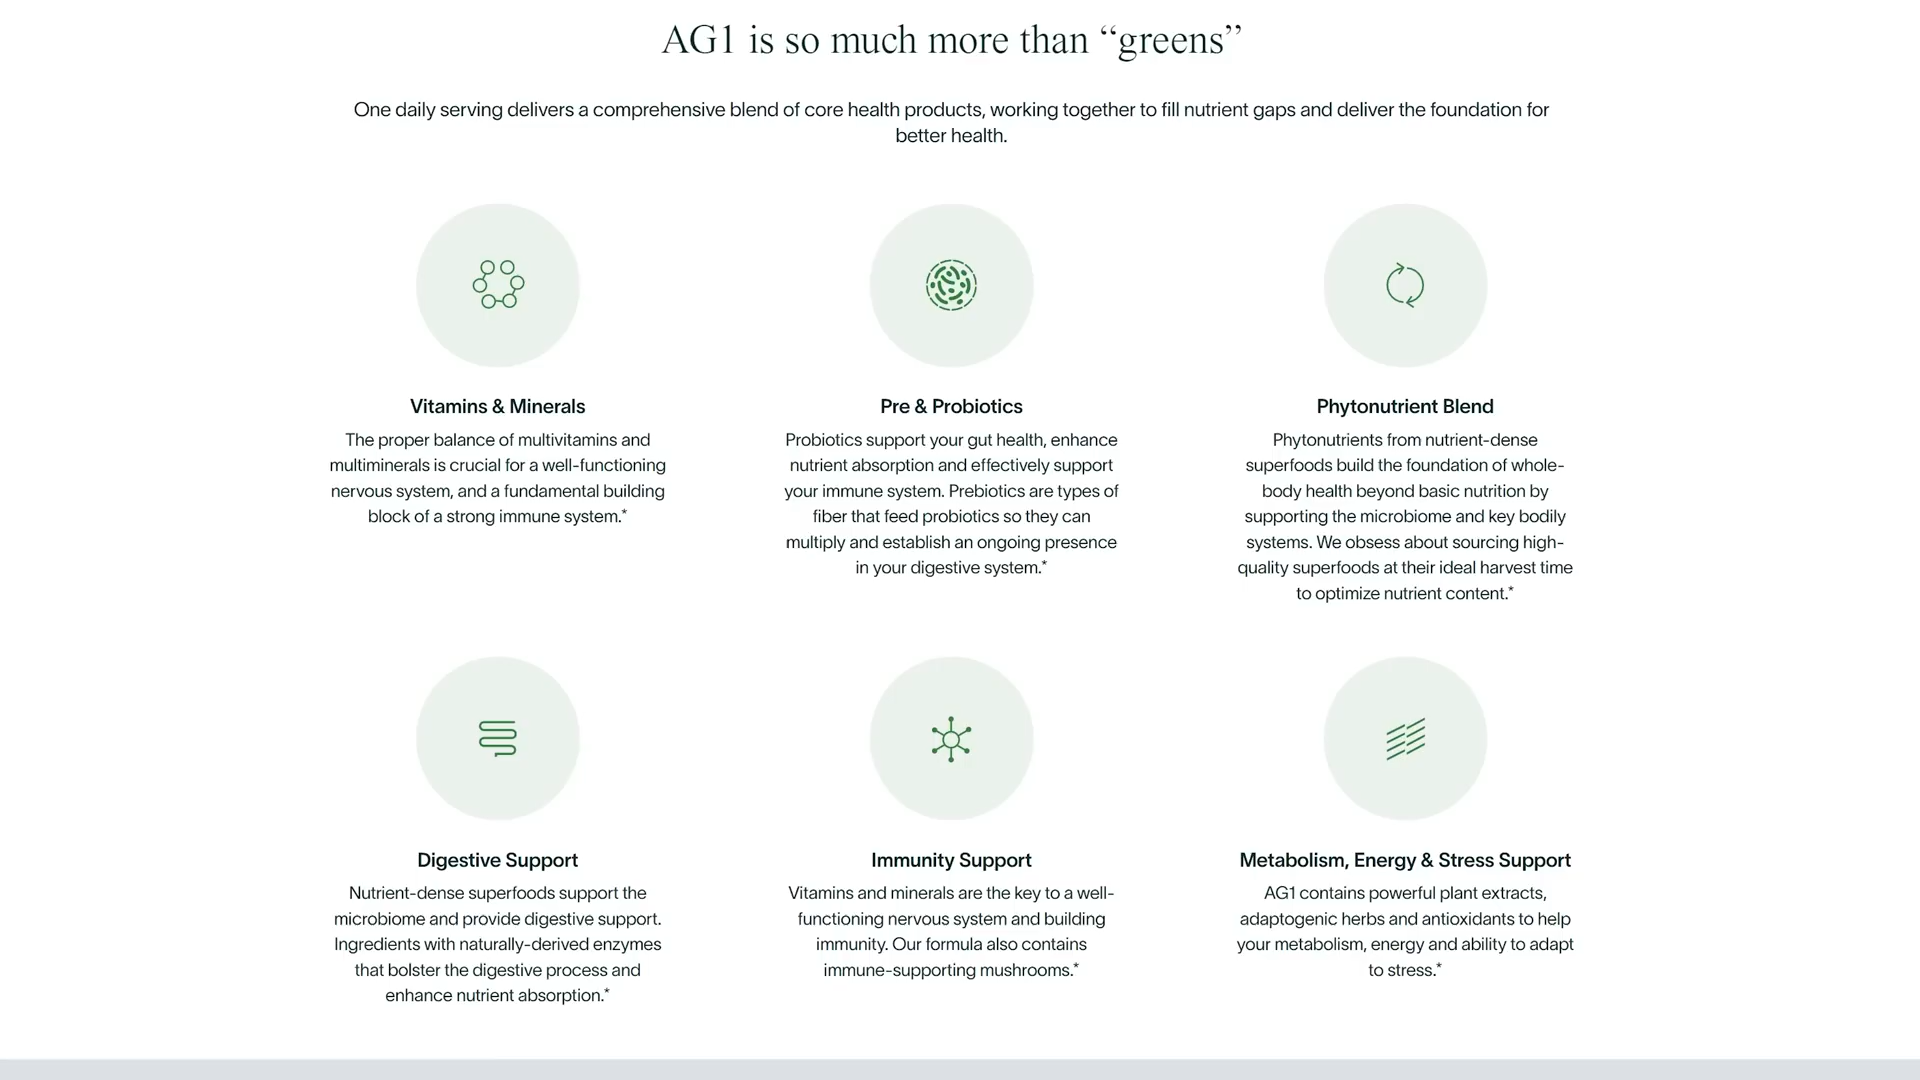 AG1 is so much more than “greens”
One daily serving delivers a comprehensive blend of core health products, working together to fill nutrient gaps and deliver the foundation for
better health.
Vitamins & Minerals
The proper balance of multivitamins and
multiminerals is crucial for a well-functioning
nervous system, and a fundamental building
block of a strong immune system.*
Pre & Probiotics
Probiotics support your gut health, enhance
nutrient absorption and effectively support
your immune system. Prebiotics are types of
fiber that feed probiotics so they can
multiply and establish an ongoing presence
in your digestive system.*
Phytonutrient Blend
Phytonutrients from nutrient-dense
superfoods build the foundation of whole-
body health beyond basic nutrition by
supporting the microbiome and key bodily
systems. We obsess about sourcing high-
quality superfoods at their ideal harvest time
to optimize nutrient content.*
Digestive Support
Nutrient-dense superfoods support the
microbiome and provide digestive support.
Ingredients with naturally-derived enzymes
that bolster the digestive process and
enhance nutrient absorption.*
Immunity Support
Vitamins and minerals are the key to a well-
functioning nervous system and building
immunity. Our formula also contains
immune-supporting mushrooms.*
Metabolism, Energy & Stress Support
AG1 contains powerful plant extracts,
adaptogenic herbs and antioxidants to help
your metabolism, energy and ability to adapt
to stress.*